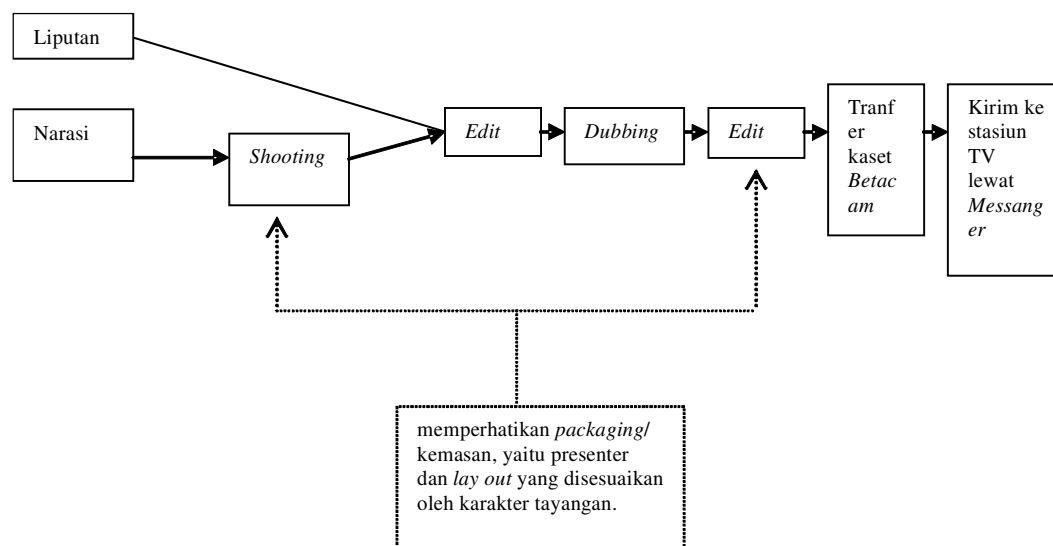 Liputan
Narasi
Shooting
Edit
Dubbing
Edit
Tranf
er
kaset
Betac
am
Kirim ke
stasiun
TV
lewat
Messang
er
memperhatikan packaging/
kemasan, yaitu presenter
dan lay out yang disesuaikan
oleh karakter tayangan.